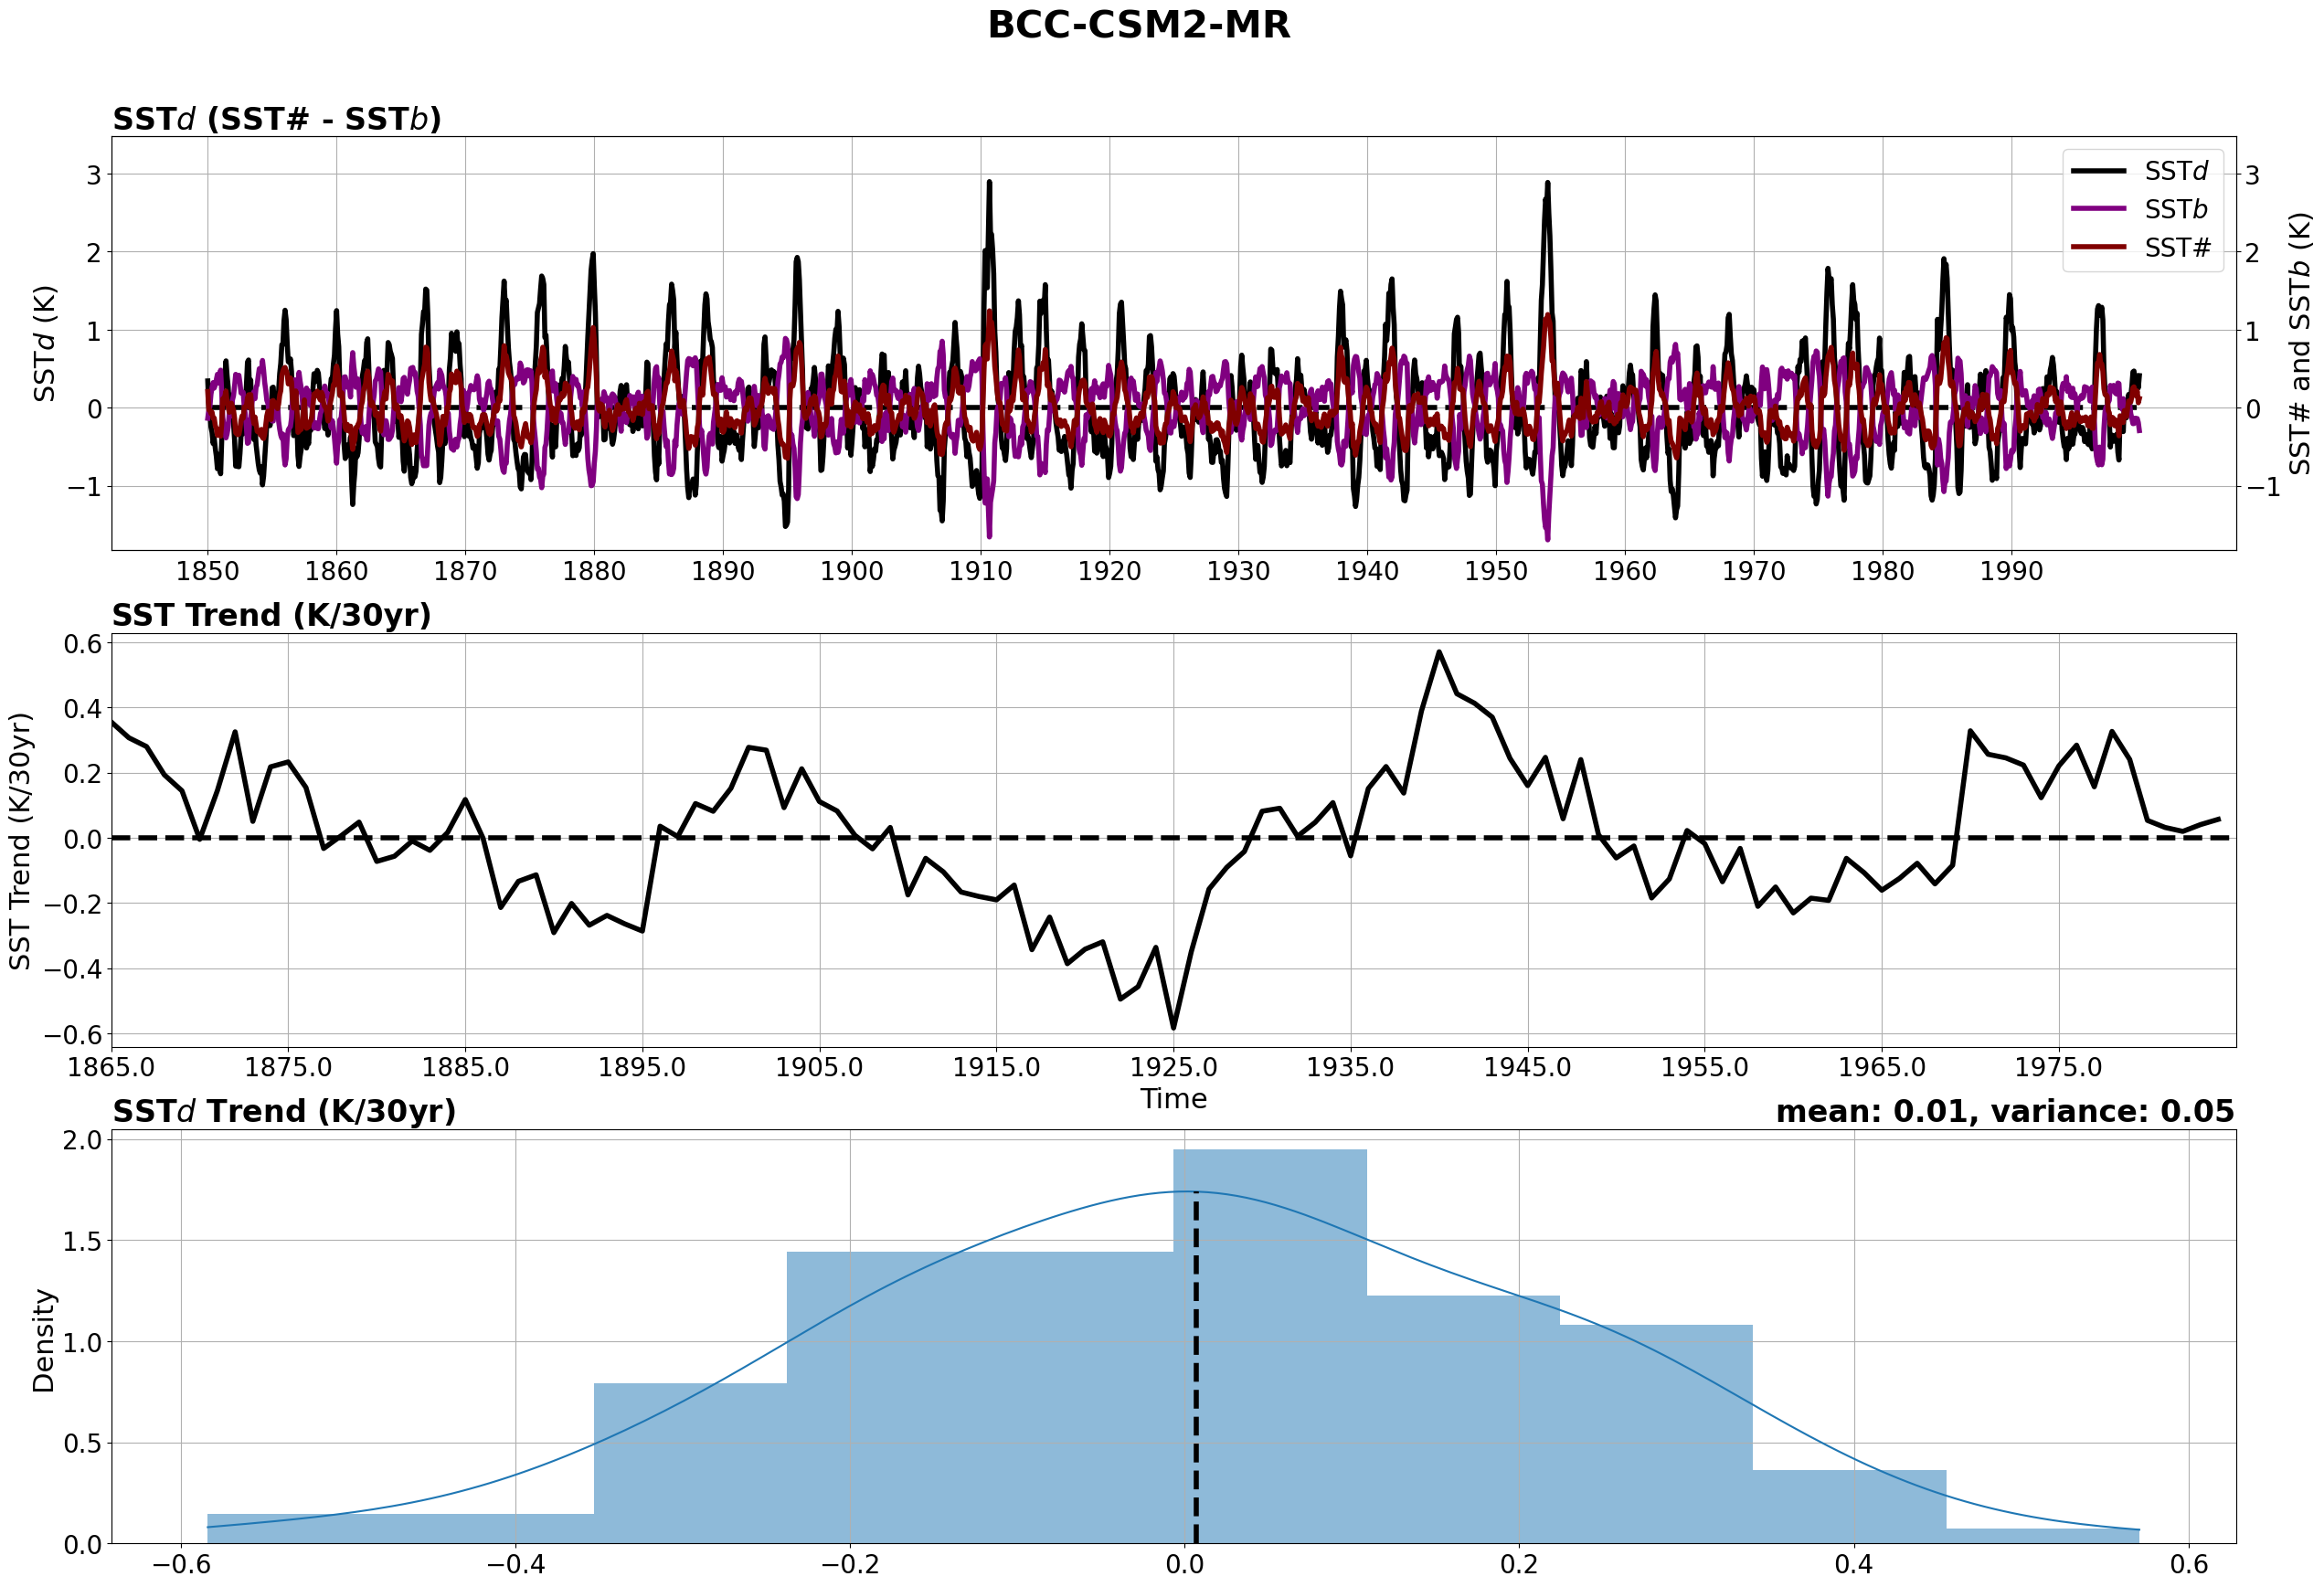 BCC-CSM2-MR
SSTd (SST# - SSTb)
SSTd (K)
3
2
1
0
−1
3
2
1
0
−1
SST# and SSTb (K)
SSTd
SSTb
SST#
1850 1860 1870 1880 1890 1900 1910 1920 1930 1940 1950 1960 1970 1980 1990
SST Trend (K/30yr)
SST Trend (K/30yr)
0.6
0.4
0.2
0.0
−0.2
−0.4
−0.6
1865.0 1875.0 1885.0 1895.0 1905.0 1915.0 1925.0 1935.0 1945.0 1955.0 1965.0 1975.0
Time
SSTd Trend (K/30yr)
mean: 0.01, variance: 0.05
Density
2.0
1.5
1.0
0.5
0.0
−0.6 −0.4 −0.2 0.0 0.2 0.4 0.6